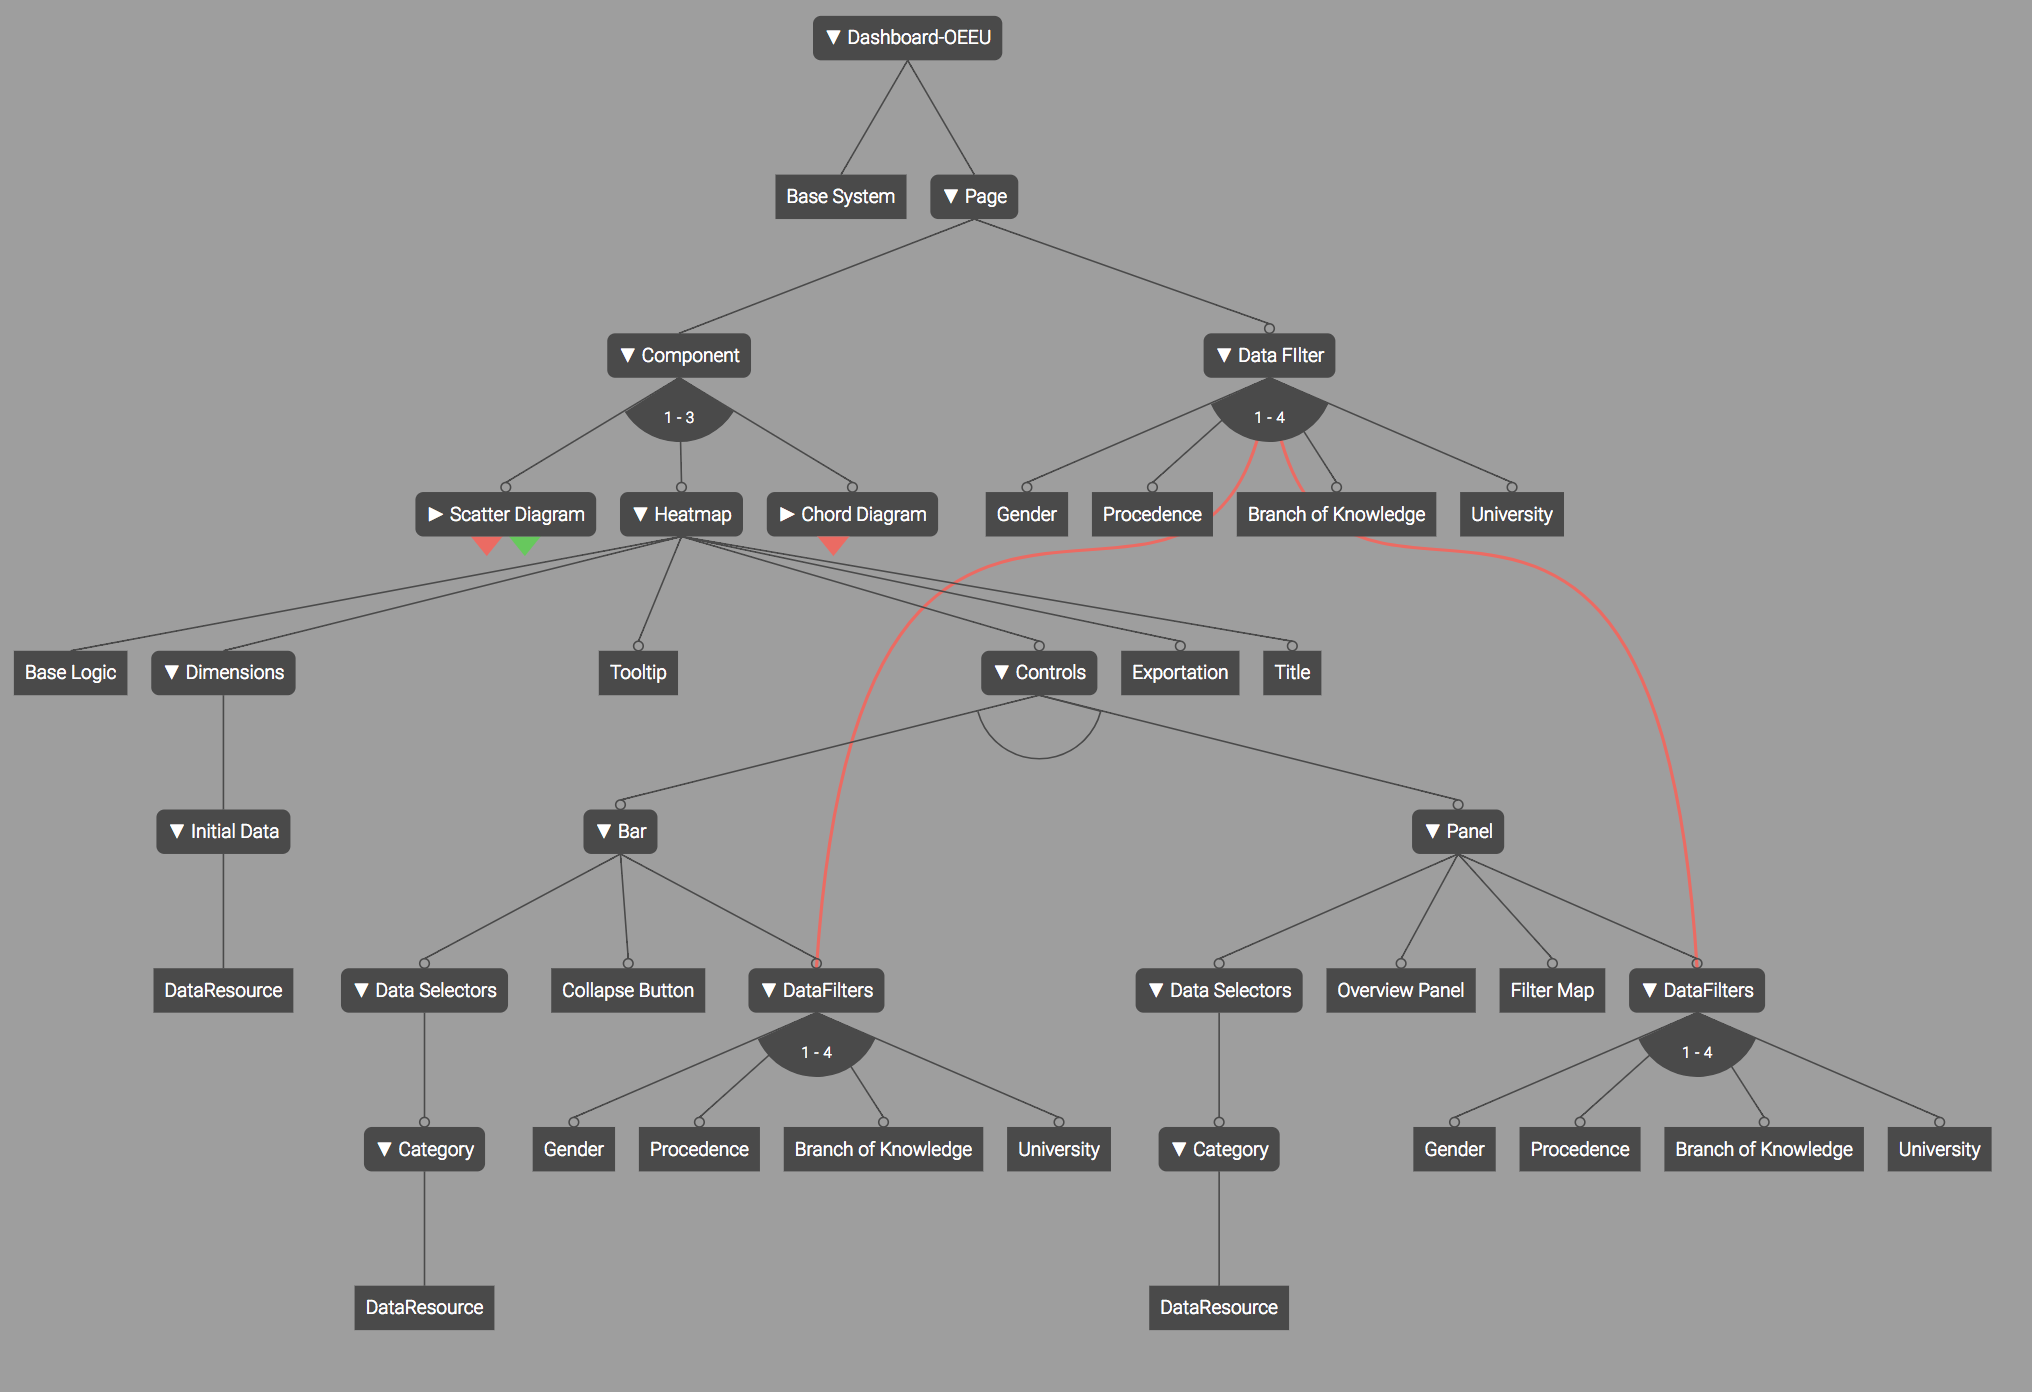 ▼ Dashboard-OEEU
Base System
▼ Page
▼ Component
▼ Data FIlter
1 - 3
1 - 4
▶ Scatter Diagram
▼ Heatmap
▶ Chord Diagram
Gender
Procedence
Branch of Knowledge
University
Base Logic
▼ Dimensions
Tooltip
▼ Controls
Exportation
Title
▼ Initial Data
▼ Bar
▼ Panel
DataResource
▼ Data Selectors
Collapse Button
▼ DataFilters
▼ Data Selectors
Overview Panel
Filter Map
▼ DataFilters
1 - 4
1 - 4
▼ Category
Gender
Procedence
Branch of Knowledge
University
▼ Category
Gender
Procedence
Branch of Knowledge
University
DataResource
DataResource